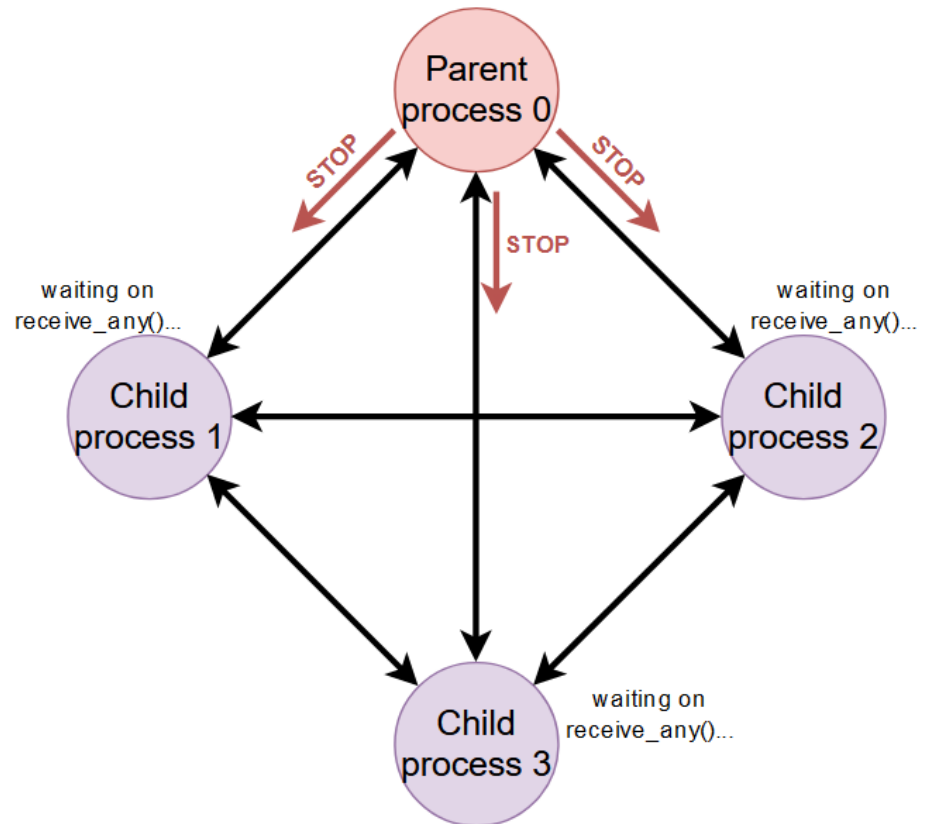 Parent
process 0
STOP
STOP
STOP
waiting on
receive_any()...
waiting on
receive_any()...
Child
process 1
Child
process 2
waiting on
receive_any()...
Child
process 3